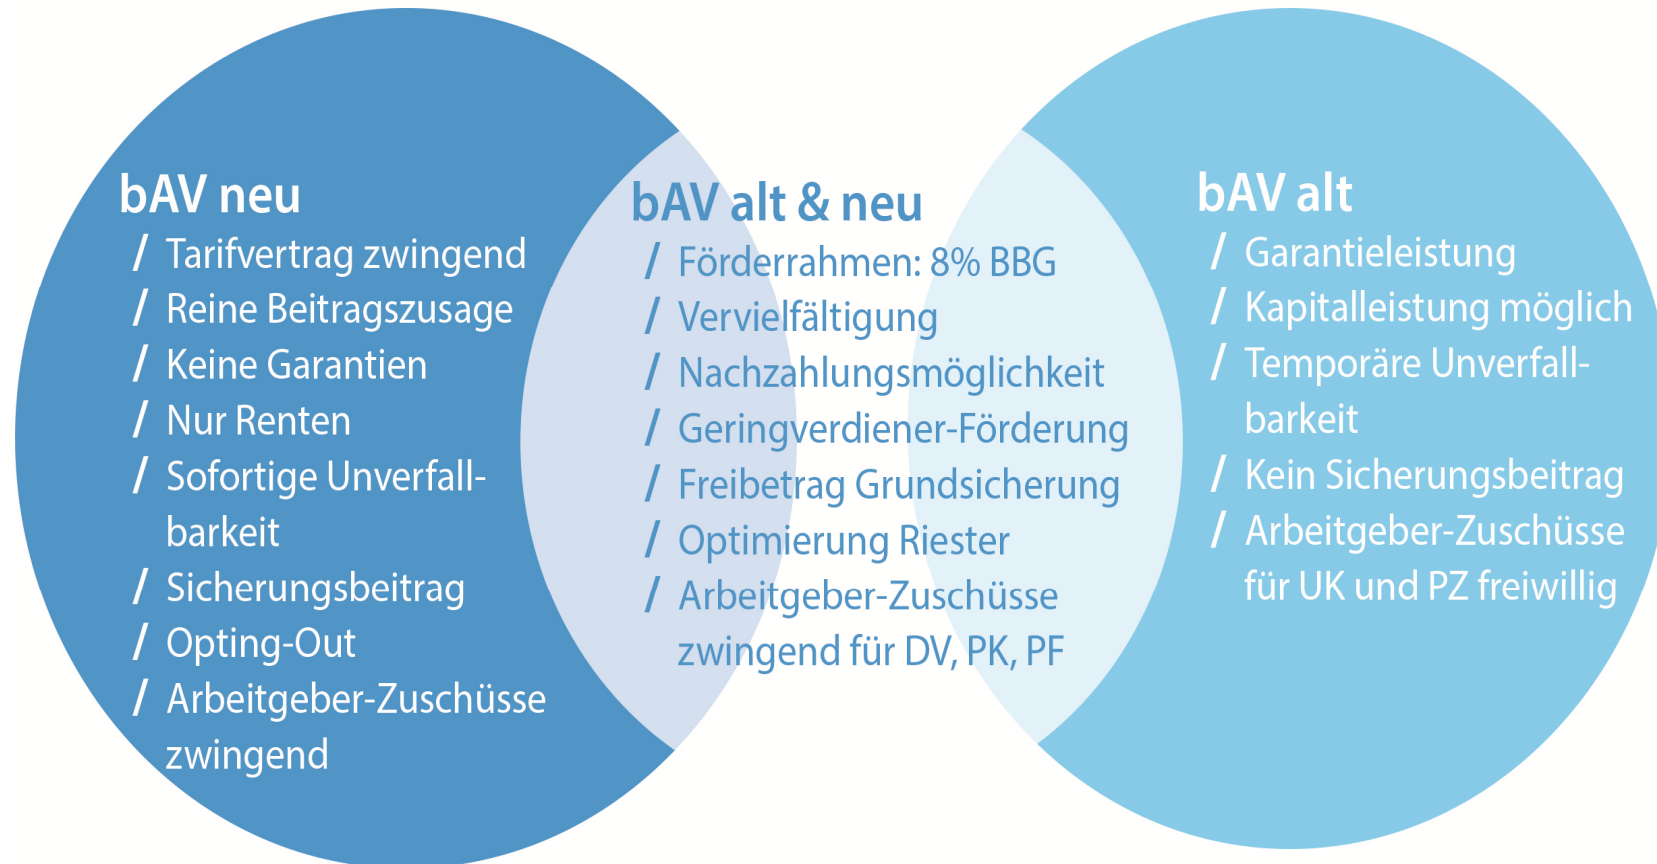 bAV neu
/ Tarifvertrag zwingend
/ Reine Beitragszusage
/ Keine Garantien
/ Nur Renten
/ Sofortige Unverfall-
barkeit
/ Sicherungsbeitrag
/ Opting-Out
/ Arbeitgeber-Zuschüsse
zwingend
bAV alt & neu
/ Förderrahmen: 8% BBG
/ Vervielfältigung
/ Nachzahlungsmöglichkeit
/ Geringverdiener-Förderung
/ Freibetrag Grundsicherung
/ Optimierung Riester
/ Arbeitgeber-Zuschüsse
zwingend für DV, PK, PF
bAV alt
/ Garantieleistung
/ Kapitalleistung möglich
/ Temporäre Unverfall-
barkeit
/ Kein Sicherungsbeitrag
/ Arbeitgeber-Zuschüsse
für UK und PZ freiwillig